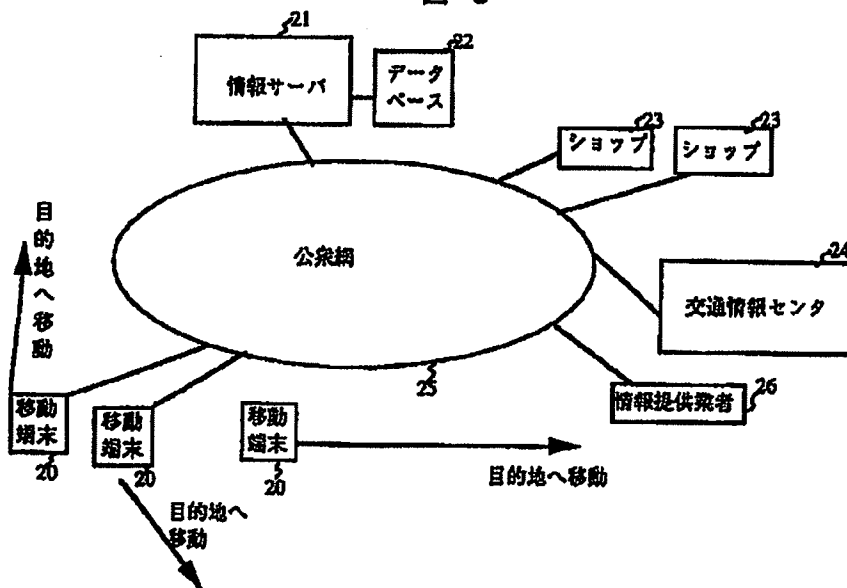 21
情報サーバ
22
データ
ベース
23
ショップ
23
ショップ
公衆網
24
交通情報センタ
25
26
情報提供業者
目的地へ移動
移動
端末
20
移動
端末
20
移動
端末
20
目的地へ移動
目的地へ
移動